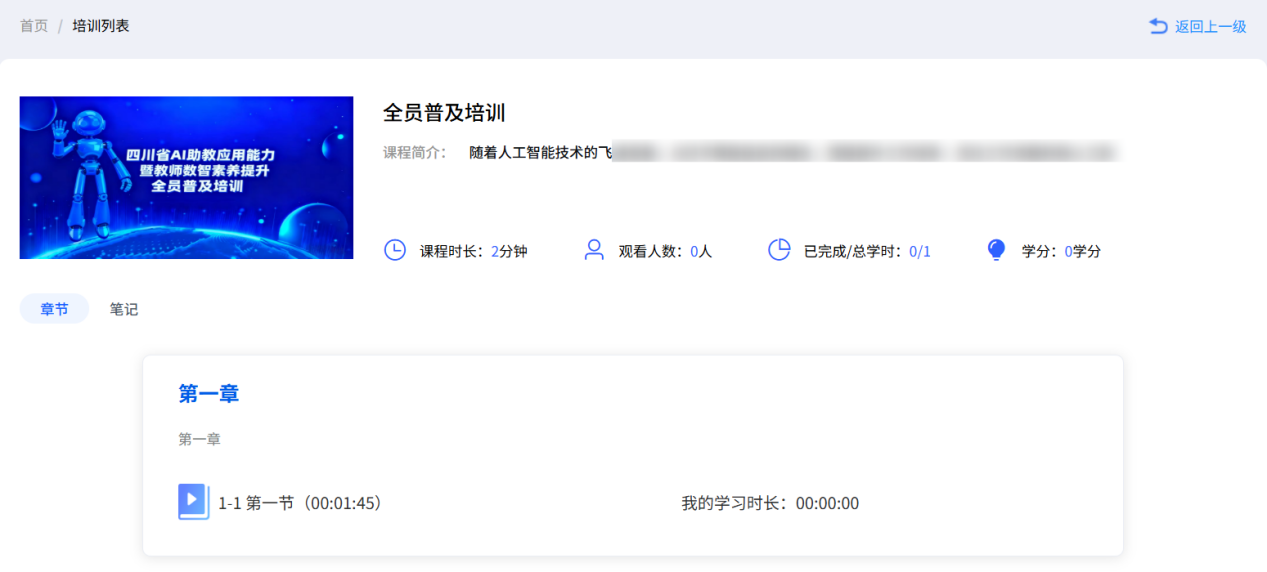 首页 / 培训列表
返回上一级
四川省AI助教应用能力
暨教师数智素养提升
全员普及培训
全员普及培训
课程简介： 随着人工智能技术的飞
课程时长：2分钟
观看人数：0人
已完成/总学时：0/1
学分：0学分
章节
笔记
第一章
第一章
1-1 第一节（00:01:45）
我的学习时长：00:00:00